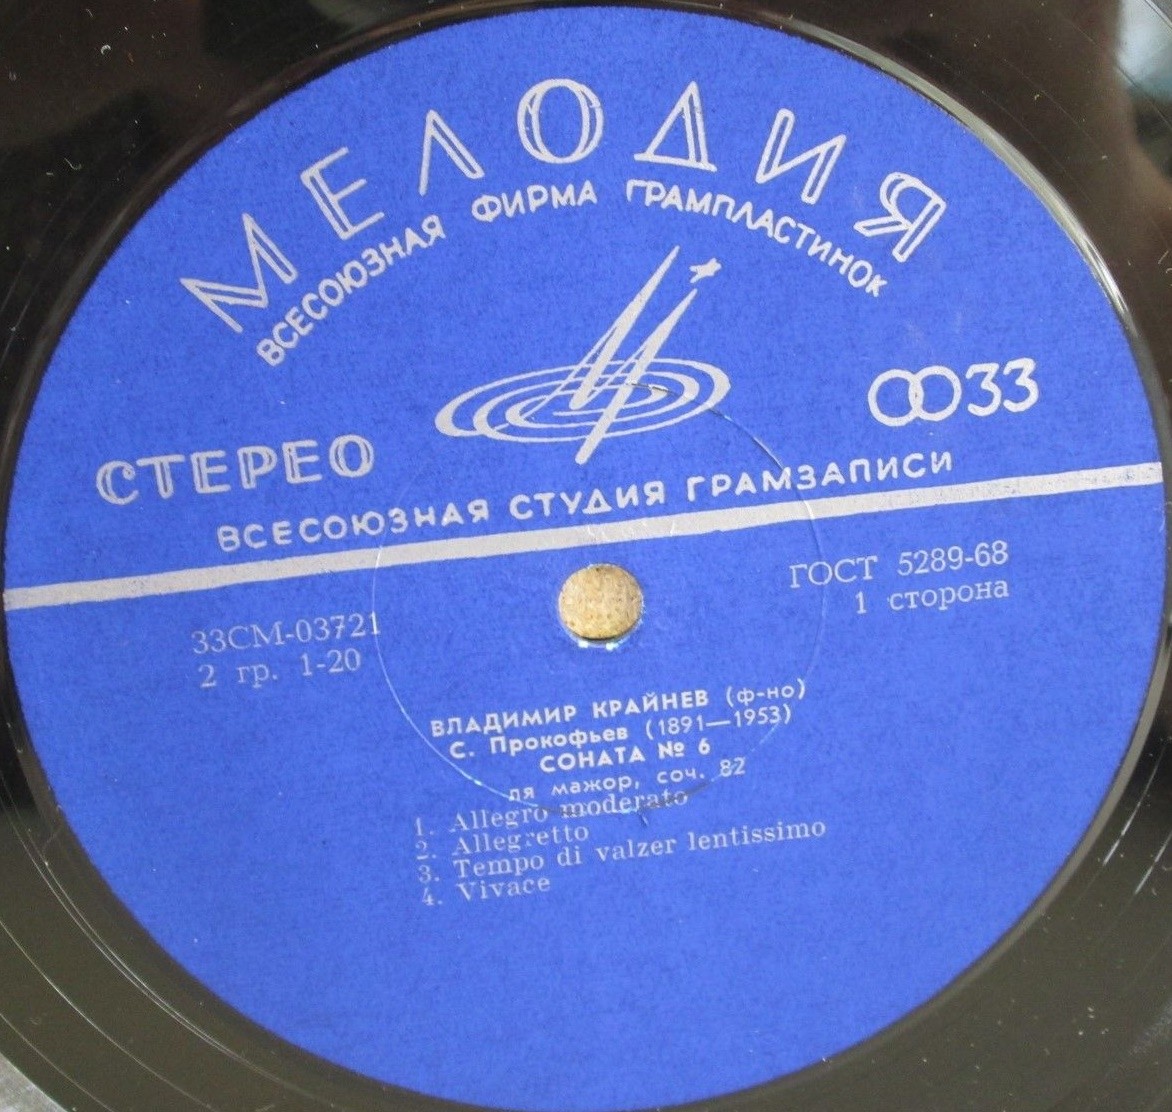 МЕЛОДИЯ
ВСЕСОЮЗНАЯ ФИРМА ГРАМПЛАСТИНОК
СТЕРЕО
33
ВСЕСОЮЗНАЯ СТУДИЯ ГРАМЗАПИСИ
33СМ-03721
2 гр. 1-20
ГОСТ 5289-68
1 сторона
ВЛАДИМИР КРАЙНЕВ (ф-но)
С. Прокофьев (1891—1953)
СОНАТА № 6
ля мажор, соч. 82
1. Allegro moderato
2. Allegretto
3. Tempo di valzer lentissimo
4. Vivace